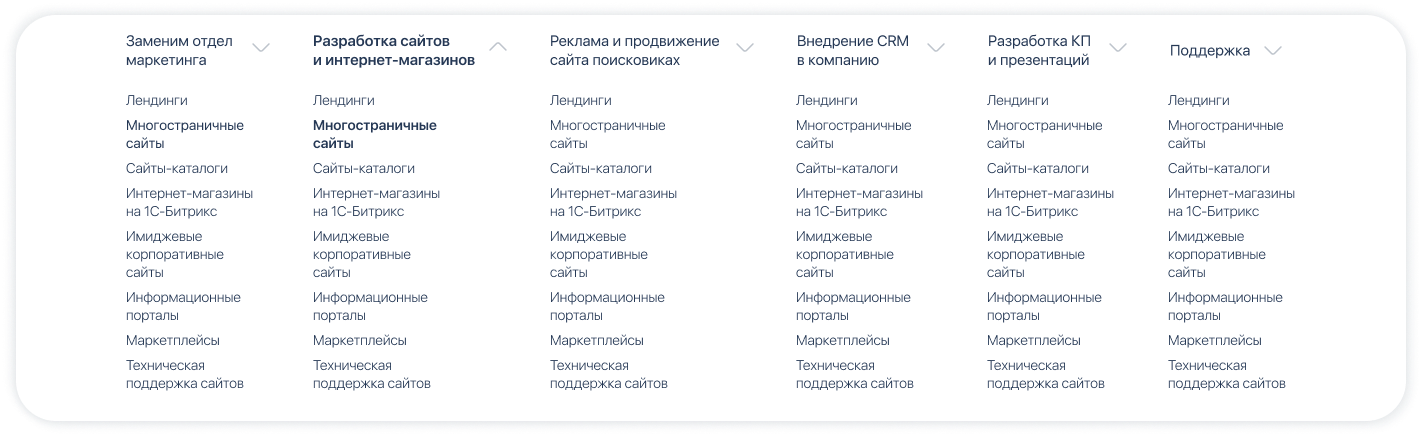 Заменим отдел
маркетинга
Лендинги
Многостраничные
сайты
Сайты-каталоги
Интернет-магазины
на 1С-Битрикс
Имиджевые
корпоративные
сайты
Информационные
порталы
Маркетплейсы
Техническая
поддержка сайтов
Разработка сайтов
и интернет-магазинов
Лендинги
Многостраничные
сайты
Сайты-каталоги
Интернет-магазины
на 1С-Битрикс
Имиджевые
корпоративные
сайты
Информационные
порталы
Маркетплейсы
Техническая
поддержка сайтов
Реклама и продвижение
сайта поисковиках
Лендинги
Многостраничные
сайты
Сайты-каталоги
Интернет-магазины
на 1С-Битрикс
Имиджевые
корпоративные
сайты
Информационные
порталы
Маркетплейсы
Техническая
поддержка сайтов
Внедрение CRM
в компанию
Лендинги
Многостраничные
сайты
Сайты-каталоги
Интернет-магазины
на 1С-Битрикс
Имиджевые
корпоративные
сайты
Информационные
порталы
Маркетплейсы
Техническая
поддержка сайтов
Разработка КП
и презентаций
Лендинги
Многостраничные
сайты
Сайты-каталоги
Интернет-магазины
на 1С-Битрикс
Имиджевые
корпоративные
сайты
Информационные
порталы
Маркетплейсы
Техническая
поддержка сайтов
Поддержка
Лендинги
Многостраничные
сайты
Сайты-каталоги
Интернет-магазины
на 1С-Битрикс
Имиджевые
корпоративные
сайты
Информационные
порталы
Маркетплейсы
Техническая
поддержка сайтов